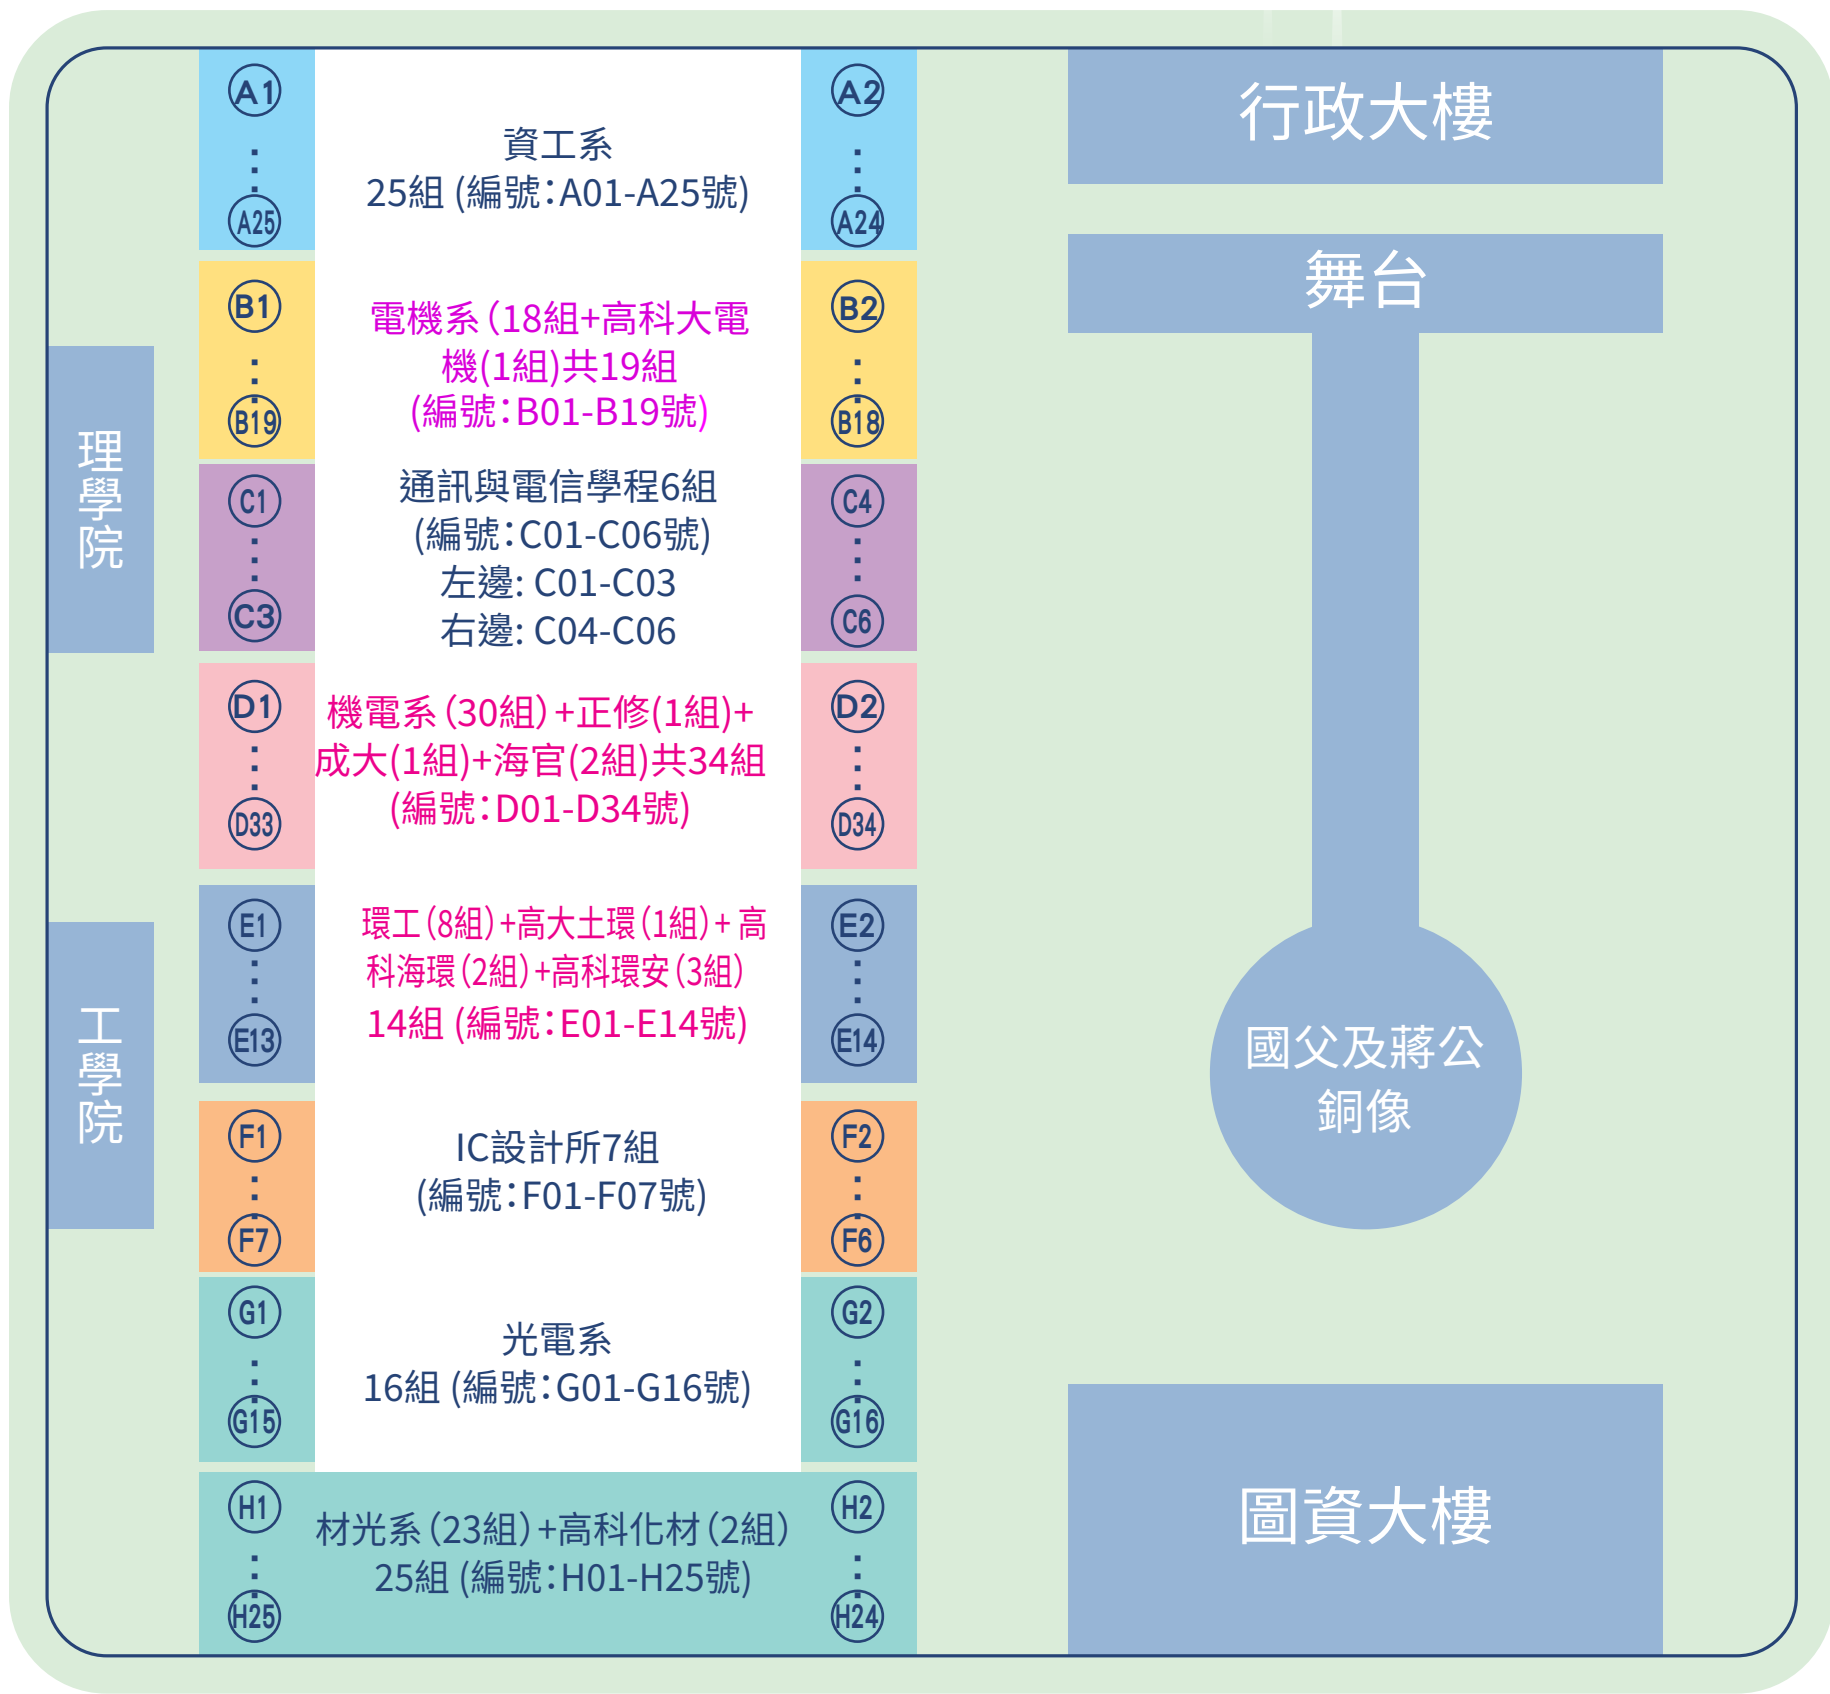 A1
A25
資工系
25組 (編號：A01-A25號)
A2
A24
B1
B19
電機系（18組+高科大電
機(1組)共19組
(編號：B01-B19號)
B2
B18
C1
C3
通訊與電信學程6組
(編號：C01-C06號)
左邊: C01-C03
右邊: C04-C06
C4
C6
D1
D33
機電系（30組）+正修(1組)+
成大(1組)+海官(2組)共34組
(編號：D01-D34號)
D2
D34
E1
E13
環工（8組）+高大土環（1組）+ 高
科海環（2組）+高科環安（3組）
14組 (編號：E01-E14號)
E2
E14
F1
F7
IC設計所7組
(編號：F01-F07號)
F2
F6
G1
G15
光電系
16組 (編號：G01-G16號)
G2
G16
H1
H25
材光系（23組）+高科化材（2組）
25組 (編號：H01-H25號)
H2
H24
理學院
工學院
行政大樓
舞台
國父及蔣公
銅像
圖資大樓